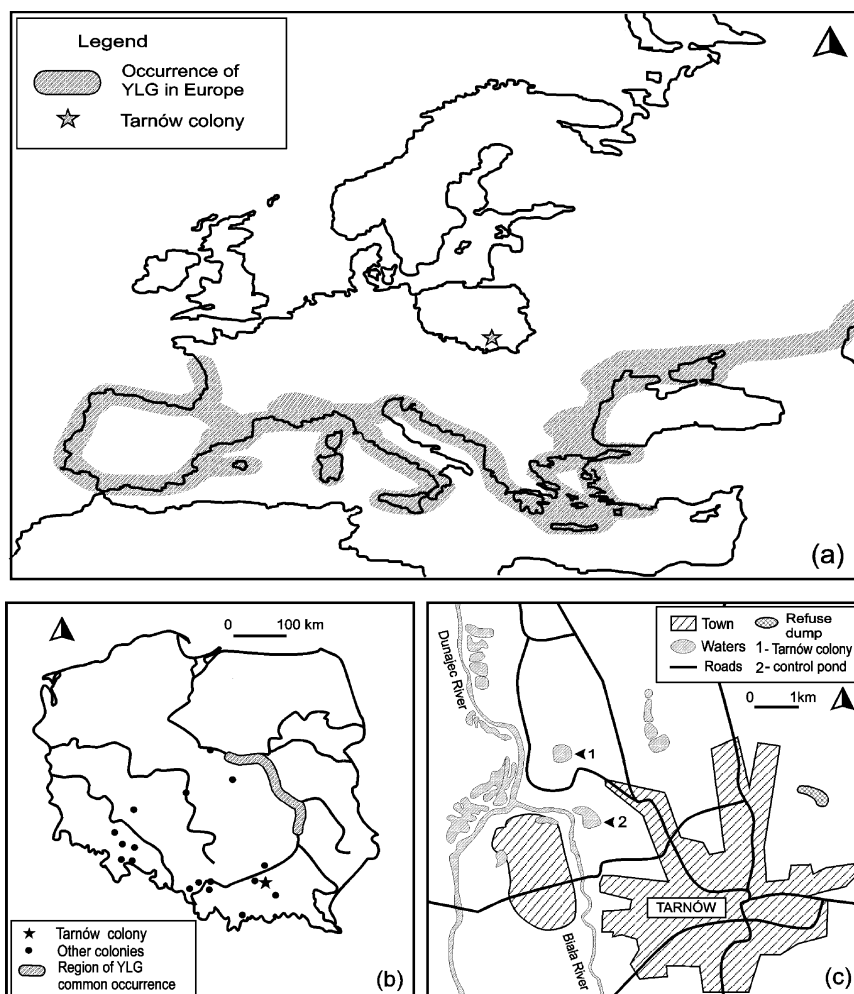 Legend
Occurrence of
YLG in Europe
Tarnów colony
(a)
0 100 km
Tarnów colony
Other colonies
Region of YLG
common occurrence
(b)
Town
Refuse
dump
Waters
1 - Tarnów colony
Roads
2 - control pond
0 1km
Dunajec River
1
2
TARNÓW
Biała River
(c)